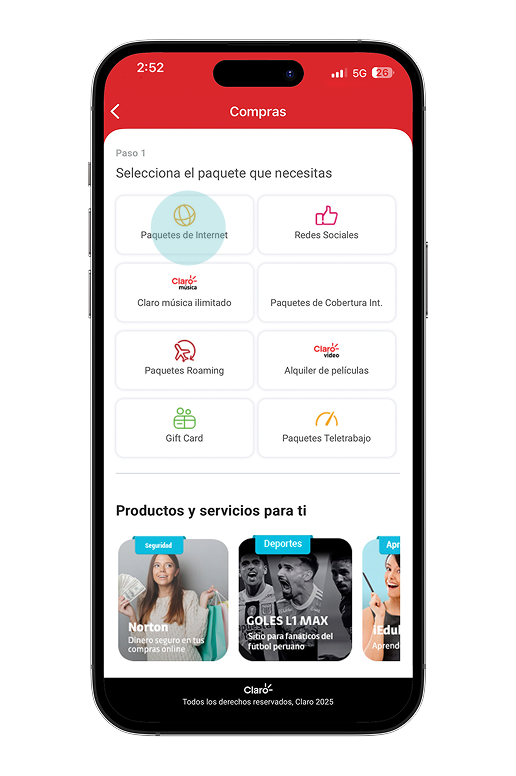 2:52
5G 26
Compras
Paso 1
Selecciona el paquete que necesitas
Paquetes de Internet
Redes Sociales
Claro música
Claro música ilimitado
Paquetes de Cobertura Int.
Paquetes Roaming
Claro video
Alquiler de películas
Gift Card
Paquetes Teletrabajo
Productos y servicios para ti
Seguridad
Norton
Dinero seguro en tus
compras online
Deportes
GOLES L1 MAX
Sitio para fanáticos del
fútbol peruano
Apr
iEdul
Aprend
Claro
Todos los derechos reservados, Claro 2025